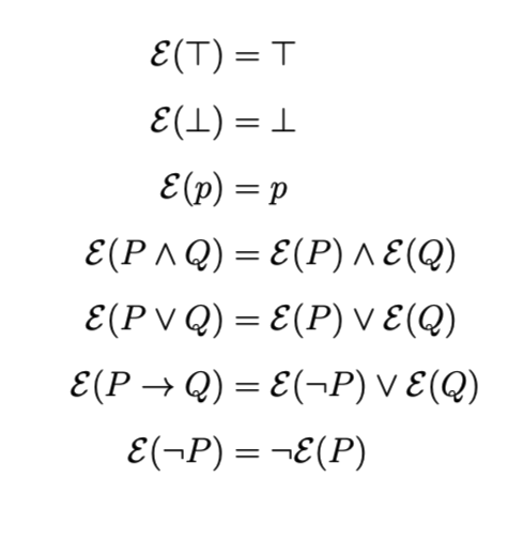 ℰ(⊤) = ⊤
ℰ(⊥) = ⊥
ℰ(p) = p
ℰ(P ∧ Q) = ℰ(P) ∧ ℰ(Q)
ℰ(P ∨ Q) = ℰ(P) ∨ ℰ(Q)
ℰ(P → Q) = ℰ(¬P) ∨ ℰ(Q)
ℰ(¬P) = ¬ℰ(P)